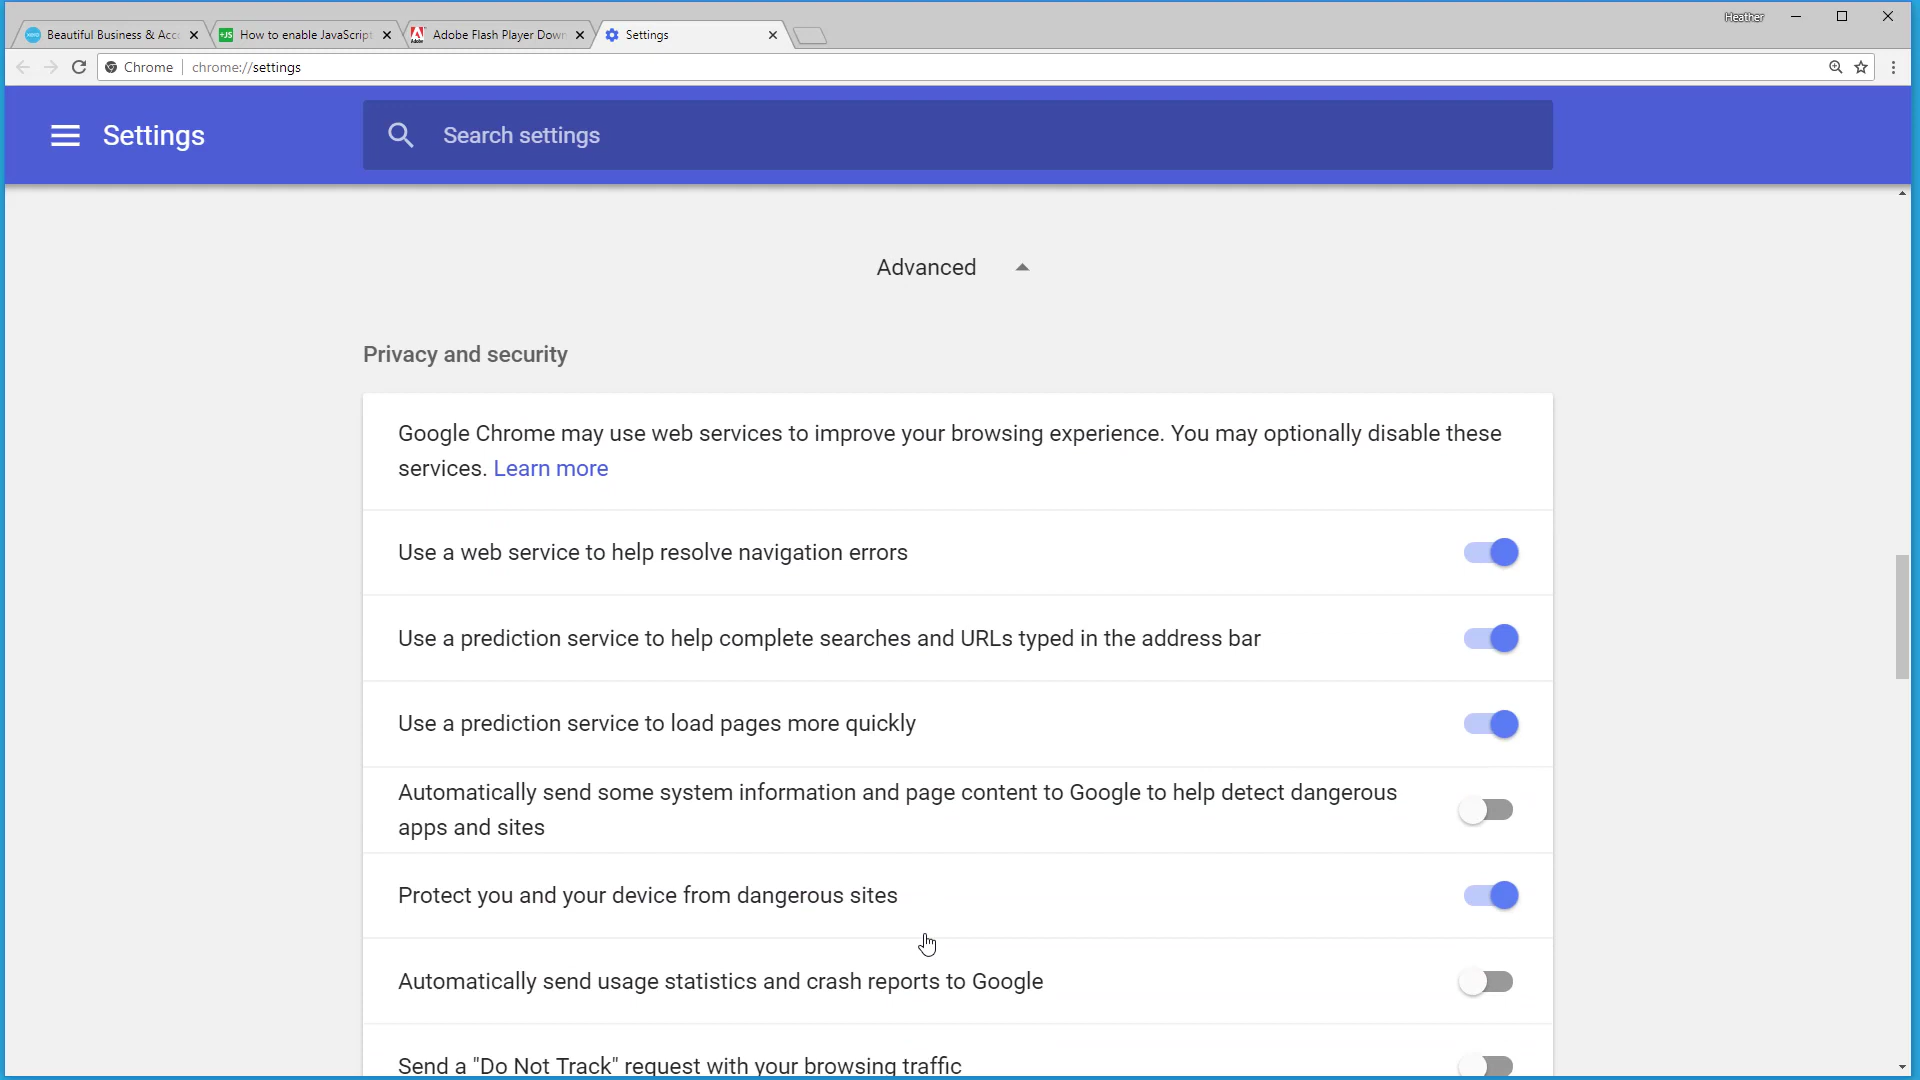 Heather
Beautiful Business & Acc
How to enable JavaScript
Adobe Flash Player Down
Settings
Chrome
chrome://settings
Settings
Search settings
Advanced
Privacy and security
Google Chrome may use web services to improve your browsing experience. You may optionally disable these
services. Learn more
Use a web service to help resolve navigation errors
Use a prediction service to help complete searches and URLs typed in the address bar
Use a prediction service to load pages more quickly
Automatically send some system information and page content to Google to help detect dangerous
apps and sites
Protect you and your device from dangerous sites
Automatically send usage statistics and crash reports to Google
Send a "Do Not Track" request with your browsing traffic